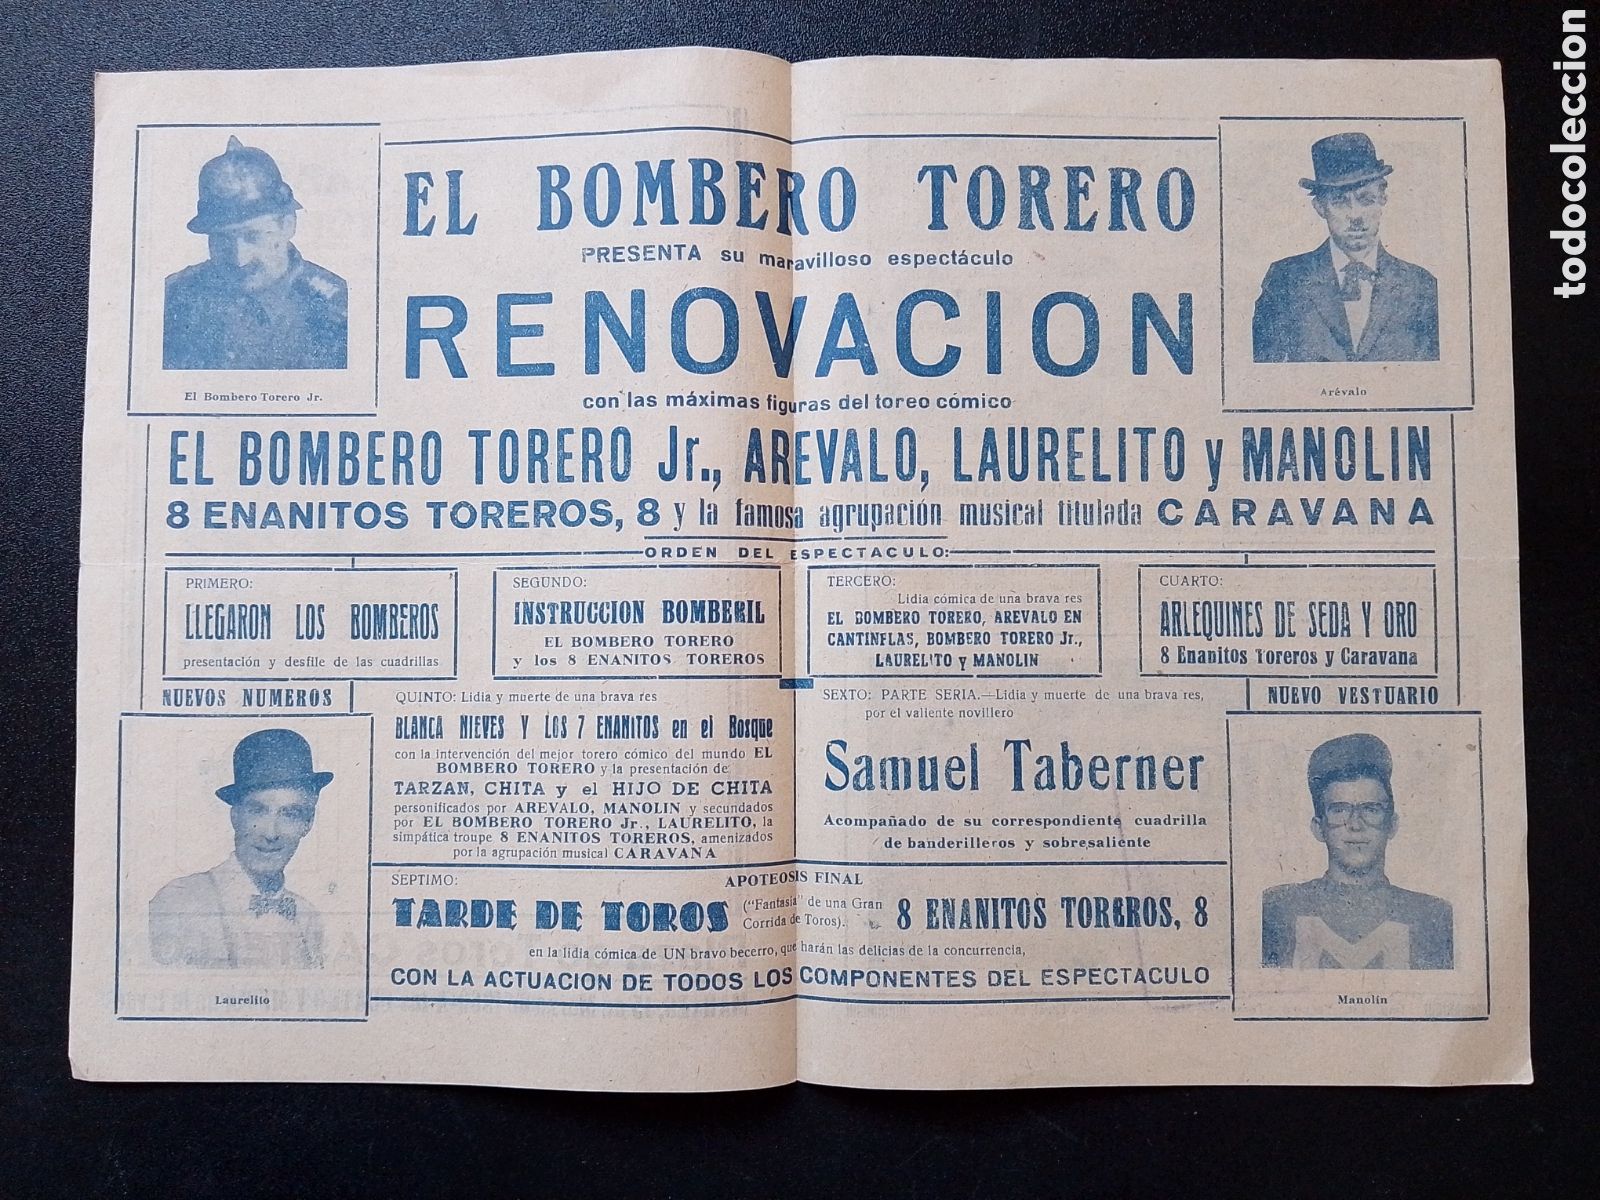 EL BOMBERO TORERO
PRESENTA su maravilloso espectáculo
RENOVACION
con las máximas figuras del toreo cómico
El Bombero Torero Jr.
Arévalo
EL BOMBERO TORERO Jr., AREVALO, LAURELITO y MANOLIN
8 ENANITOS TOREROS, 8 y la famosa agrupación musical titulada CARAVANA
ORDEN DEL ESPECTACULO:
PRIMERO:
LLEGARON LOS BOMBEROS
presentación y desfile de las cuadrillas
SEGUNDO:
INSTRUCCION BOMBERIL
EL BOMBERO TORERO
y los 8 ENANITOS TOREROS
TERCERO:
Lidia cómica de una brava res
EL BOMBERO TORERO, AREVALO EN
CANTINFLAS, BOMBERO TORERO Jr.,
LAURELITO y MANOLIN
CUARTO:
ARLEQUINES DE SEDA Y ORO
8 Enanitos Toreros y Caravana
NUEVOS NUMEROS
QUINTO: Lidia y muerte de una brava res
BLANCA NIEVES Y LOS 7 ENANITOS en el Bosque
con la intervención del mejor torero cómico del mundo EL
BOMBERO TORERO y la presentación de
TARZAN, CHITA y el HIJO DE CHITA
personificados por AREVALO, MANOLIN y secundados
por EL BOMBERO TORERO Jr., LAURELITO, la
simpática troupe 8 ENANITOS TOREROS, amenizados
por la agrupación musical CARAVANA
SEXTO: PARTE SERIA.—Lidia y muerte de una brava res,
por el valiente novillero
Samuel Taberner
Acompañado de su correspondiente cuadrilla
de banderilleros y sobresaliente
NUEVO VESTUARIO
SEPTIMO:
APOTEOSIS FINAL
TARDE DE TOROS ("Fantasía" de una Gran
Corrida de Toros). 8 ENANITOS TOREROS, 8
en la lidia cómica de UN bravo becerro, que harán las delicias de la concurrencia,
CON LA ACTUACION DE TODOS LOS COMPONENTES DEL ESPECTACULO
Laurelito
Manolín
todocoleccion